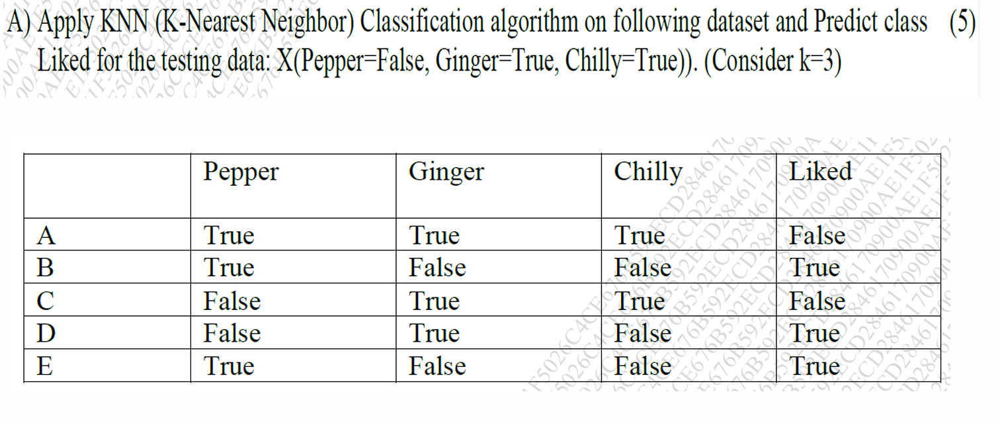 A) Apply KNN (K-Nearest Neighbor) Classification algorithm on following dataset and Predict class (5)
Liked for the testing data: X(Pepper=False, Ginger=True, Chilly=True)). (Consider k=3)
Pepper Ginger Chilly Liked
A True True True False
B True False False True
C False True True False
D False True False True
E True False False True